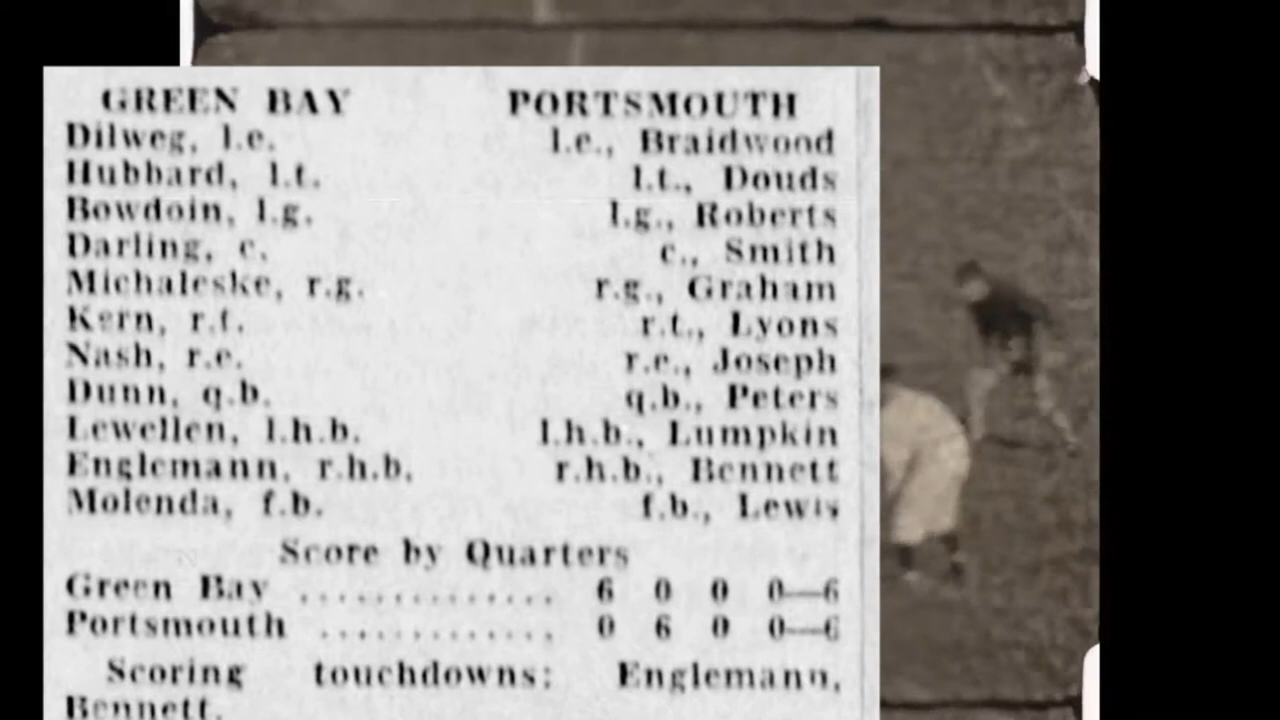 GREEN BAY PORTSMOUTH
Dilweg, l.e. l.e., Braidwood
Hubbard, l.t. l.t., Douds
Bowdoin, l.g. l.g., Roberts
Darling, c. c., Smith
Michaleske, r.g. r.g., Graham
Kern, r.t. r.t., Lyons
Nash, r.e. r.e., Joseph
Dunn, q.b. q.b., Peters
Lewellen, l.h.b. l.h.b., Lumpkin
Englemann, r.h.b. r.h.b., Bennett
Molenda, f.b. f.b., Lewis
Score by Quarters
Green Bay .............. 6 0 0 0—6
Portsmouth ............. 0 6 0 0—6
Scoring touchdowns: Englemann,
Bennett.